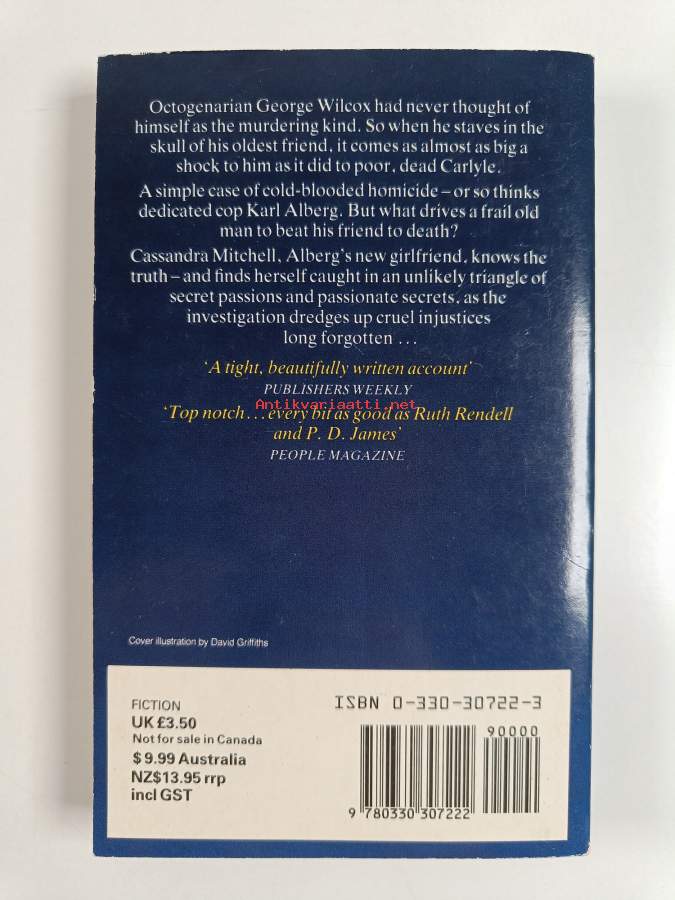 Octogenarian George Wilcox had never thought of
himself as the murdering kind. So when he staves in the
skull of his oldest friend, it comes as almost as big a
shock to him as it did to poor, dead Carlyle.
A simple case of cold-blooded homicide – or so thinks
dedicated cop Karl Alberg. But what drives a frail old
man to beat his friend to death?
Cassandra Mitchell, Alberg's new girlfriend, knows the
truth – and finds herself caught in an unlikely triangle of
secret passions and passionate secrets, as the
investigation dredges up cruel injustices
long forgotten ...
'A tight, beautifully written account'
PUBLISHERS WEEKLY
Antikvariaatti.net
'Top notch ... every bit as good as Ruth Rendell
and P. D. James'
PEOPLE MAGAZINE
Cover illustration by David Griffiths
FICTION
UK £3.50
Not for sale in Canada
$9.99 Australia
NZ$13.95 rrp
incl GST
ISBN 0-330-30722-3
90000
9 780330 307222